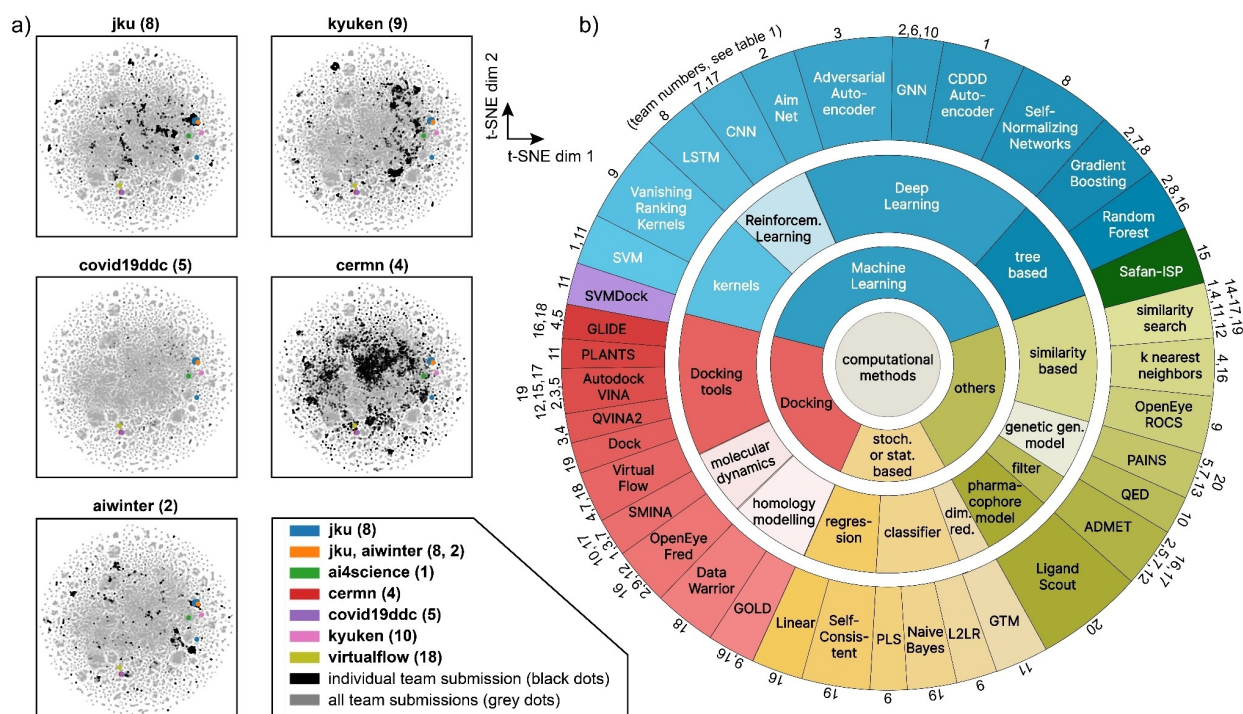 a)
jku (8)
kyuken (9)
t-SNE dim 2
t-SNE dim 1
covid19ddc (5)
cermn (4)
aiwinter (2)
jku (8)
jku, aiwinter (8, 2)
ai4science (1)
cermn (4)
covid19ddc (5)
kyuken (10)
virtualflow (18)
individual team submission (black dots)
all team submissions (grey dots)
b)
(team numbers, see table 1)
computational
methods
Machine
Learning
others
stoch.
or stat.
based
Docking
kernels
Reinforcem.
Learning
Deep
Learning
tree
based
similarity
based
genetic gen.
model
filter
pharma-
cophore
model
dim.
red.
classifier
regres-
sion
homology
modelling
molecular
dynamics
Docking
tools
11
SVMDock
1,11
SVM
9
Vanishing
Ranking
Kernels
8
LSTM
7,17
CNN
2
Aim
Net
3
Adversarial
Auto-
encoder
2,6,10
GNN
1
CDDD
Auto-
encoder
8
Self-
Normalizing
Networks
2,7,8
Gradient
Boosting
2,8,16
Random
Forest
15
Safan-ISP
14-17,19
1,4,11,12
similarity
search
4,16
k nearest
neighbors
9
OpenEye
ROCS
5,7,13
PAINS
20
10
QED
16,17
2,5,7,12
ADMET
20
Ligand
Scout
11
GTM
9
L2LR
19
Naive
Bayes
9
PLS
19
Self-
Consis-
tent
16
Linear
9,16
GOLD
18
Data
Warrior
16
2,9,12
OpenEye
Fred
1,3,7
10,17
SMINA
4,7,18
Virtual
Flow
19
Dock
3,4
QVINA2
19
12,15,17
2,3,5
Autodock
VINA
11
PLANTS
16,18
4,5
GLIDE